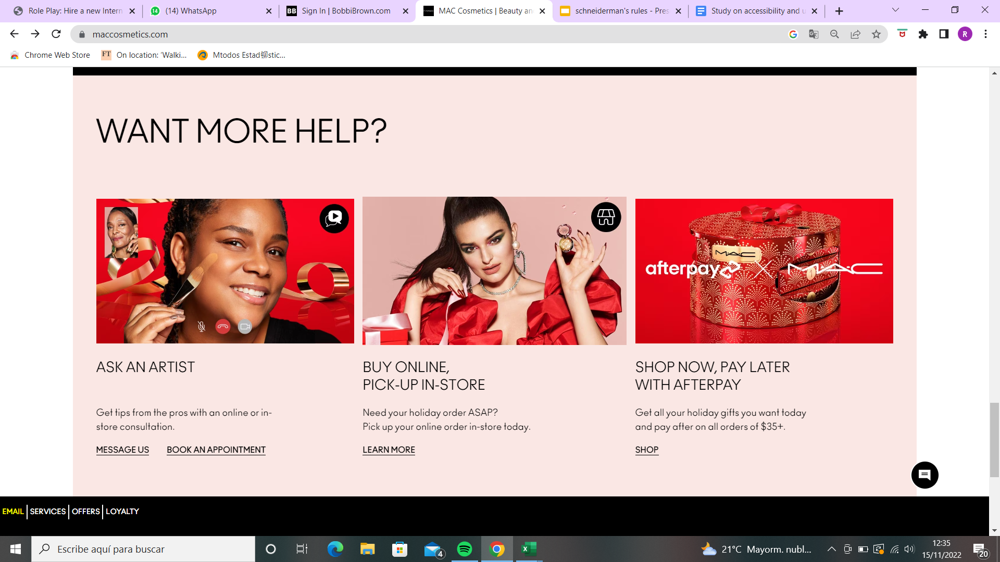 Role Play: Hire a new Intern
(14) WhatsApp
BB
Sign In | BobbiBrown.com
MAC Cosmetics | Beauty an
schneiderman's rules - Pres
Study on accessibility and u
maccosmetics.com
R
Chrome Web Store
FT
On location: ‘Walki...
Mtodos Estad铆stic...
WANT MORE HELP?
MAC
afterpay
MAC
ASK AN ARTIST
BUY ONLINE,
PICK-UP IN-STORE
SHOP NOW, PAY LATER
WITH AFTERPAY
Get tips from the pros with an online or in-
store consultation.
Need your holiday order ASAP?
Pick up your online order in-store today.
Get all your holiday gifts you want today
and pay after on all orders of $35+.
MESSAGE US
BOOK AN APPOINTMENT
LEARN MORE
SHOP
EMAIL
SERVICES
OFFERS
LOYALTY
Escribe aquí para buscar
4
21°C Mayorm. nubl...
12:35
15/11/2022
20